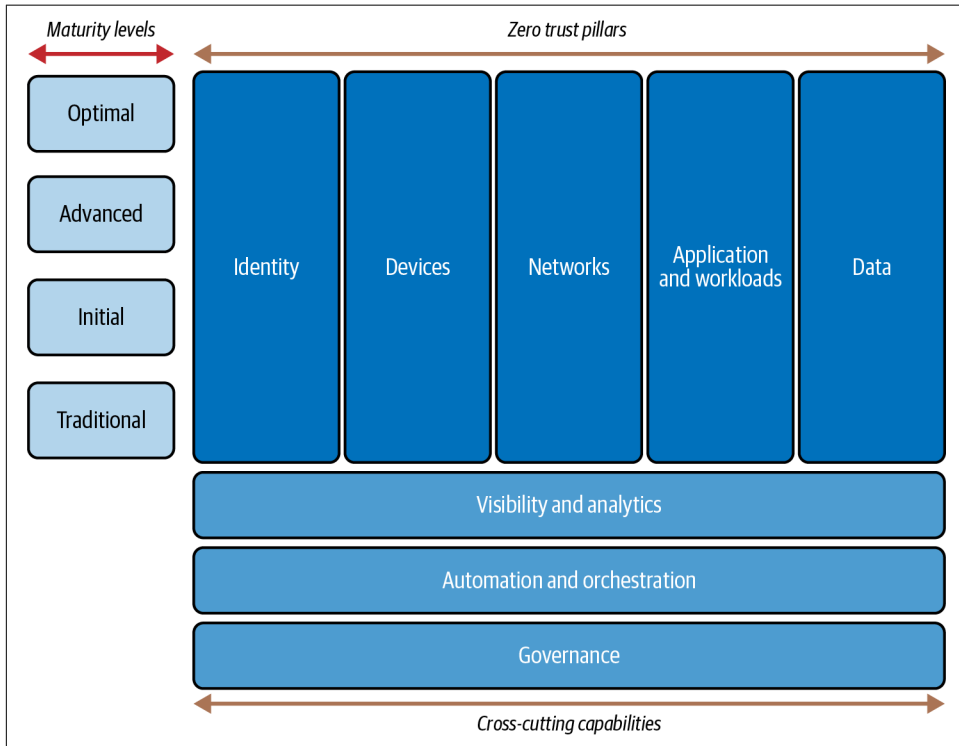 Maturity levels
Zero trust pillars
Optimal
Advanced
Initial
Traditional
Identity
Devices
Networks
Application
and workloads
Data
Visibility and analytics
Automation and orchestration
Governance
Cross-cutting capabilities